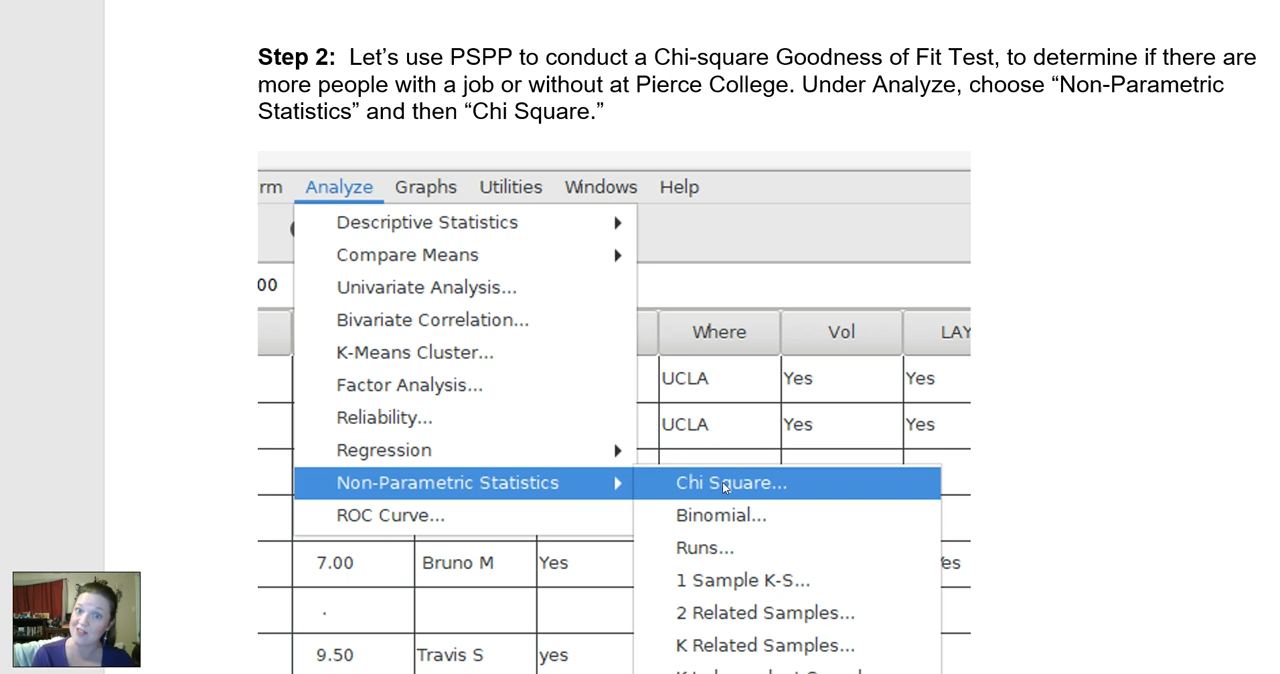 Step 2: Let’s use PSPP to conduct a Chi-square Goodness of Fit Test, to determine if there are
more people with a job or without at Pierce College. Under Analyze, choose “Non-Parametric
Statistics” and then “Chi Square.”
rm Analyze Graphs Utilities Windows Help
Descriptive Statistics
Compare Means
00 Univariate Analysis...
Bivariate Correlation... Where Vol LAY
K-Means Cluster...
Factor Analysis... UCLA Yes Yes
Reliability... UCLA Yes Yes
Regression
Non-Parametric Statistics Chi Square...
ROC Curve... Binomial...
Runs...
7.00 Bruno M Yes es
1 Sample K-S...
. 2 Related Samples...
K Related Samples...
9.50 Travis S yes